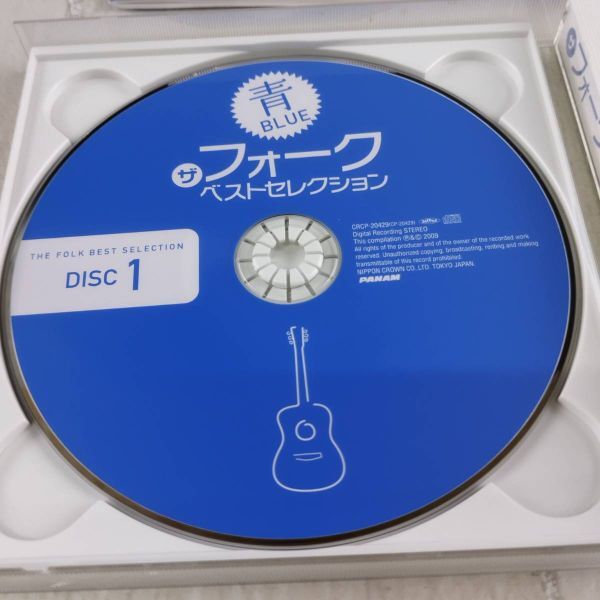 青
BLUE
ザ フォーク
ベストセレクション
THE FOLK BEST SELECTION
DISC 1
CRCP-20429(CP-20429)
Digital Recording STEREO
This compilation ℗&© 2009
All rights of the producer and of the owner of the recorded work
reserved. Unauthorized copying, broadcasting, renting and making
transmittable of this record prohibited.
NIPPON CROWN CO.,LTD. TOKYO JAPAN.
PANAM
ザ フォーク